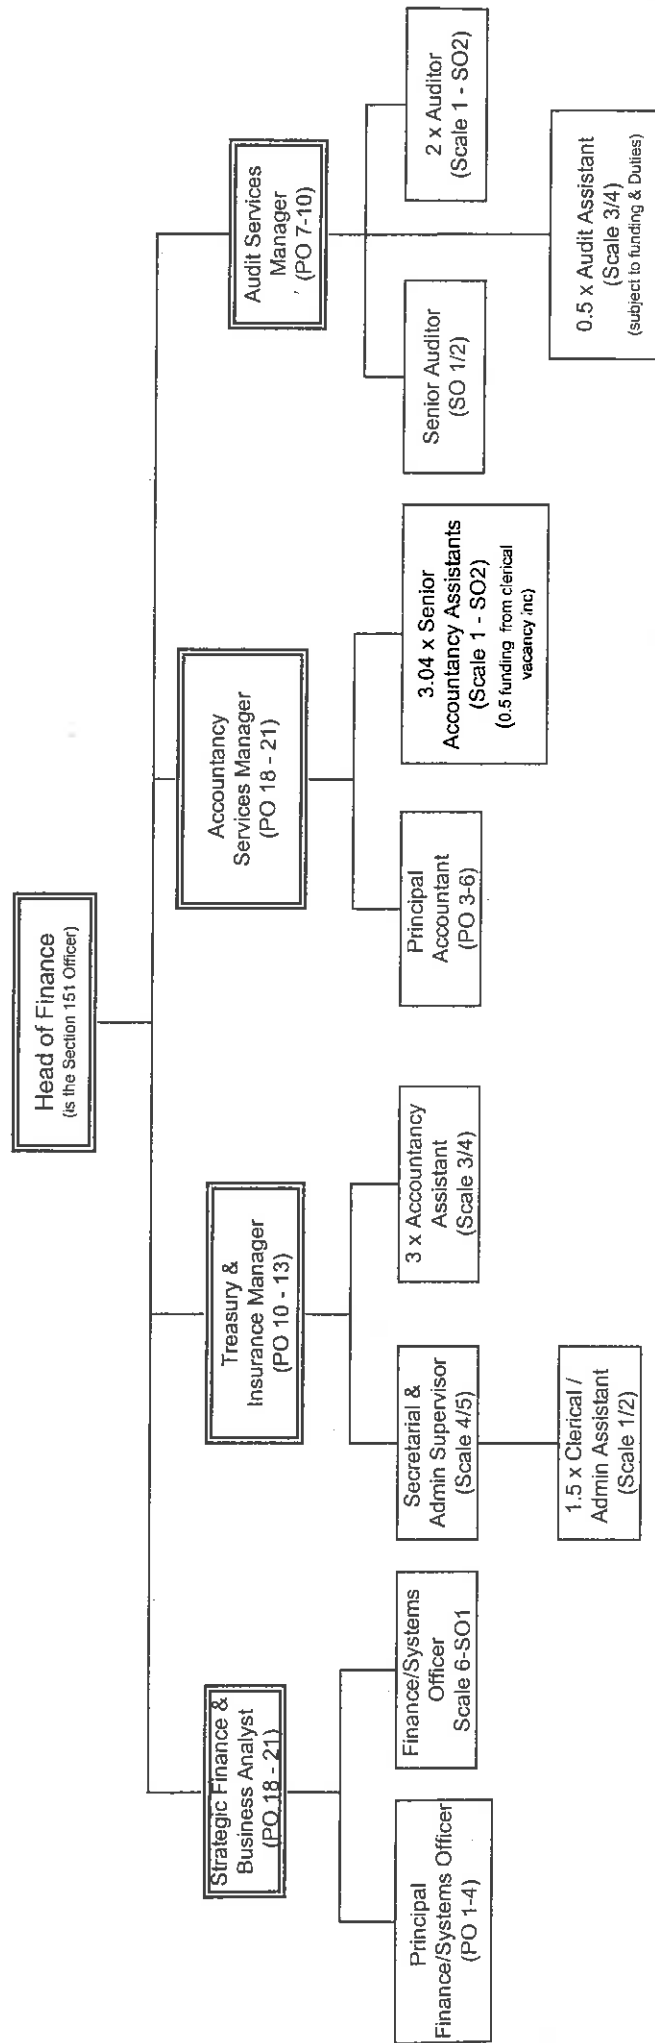 Head of Finance
(is the Section 151 Officer)
Strategic Finance &
Business Analyst
(PO 18 - 21)
Treasury &
Insurance Manager
(PO 10 - 13)
Accountancy
Services Manager
(PO 18 - 21)
Audit Services
Manager
(PO 7-10)
Principal
Finance/Systems Officer
(PO 1-4)
Finance/Systems
Officer
Scale 6-SO1
Secretarial &
Admin Supervisor
(Scale 4/5)
3 x Accountancy
Assistant
(Scale 3/4)
Principal
Accountant
(PO 3-6)
3.04 x Senior
Accountancy Assistants
(Scale 1 - SO2)
(0.5 funding from clerical
vacancy inc)
Senior Auditor
(SO 1/2)
2 x Auditor
(Scale 1 - SO2)
1.5 x Clerical /
Admin Assistant
(Scale 1/2)
0.5 x Audit Assistant
(Scale 3/4)
(subject to funding & Duties)